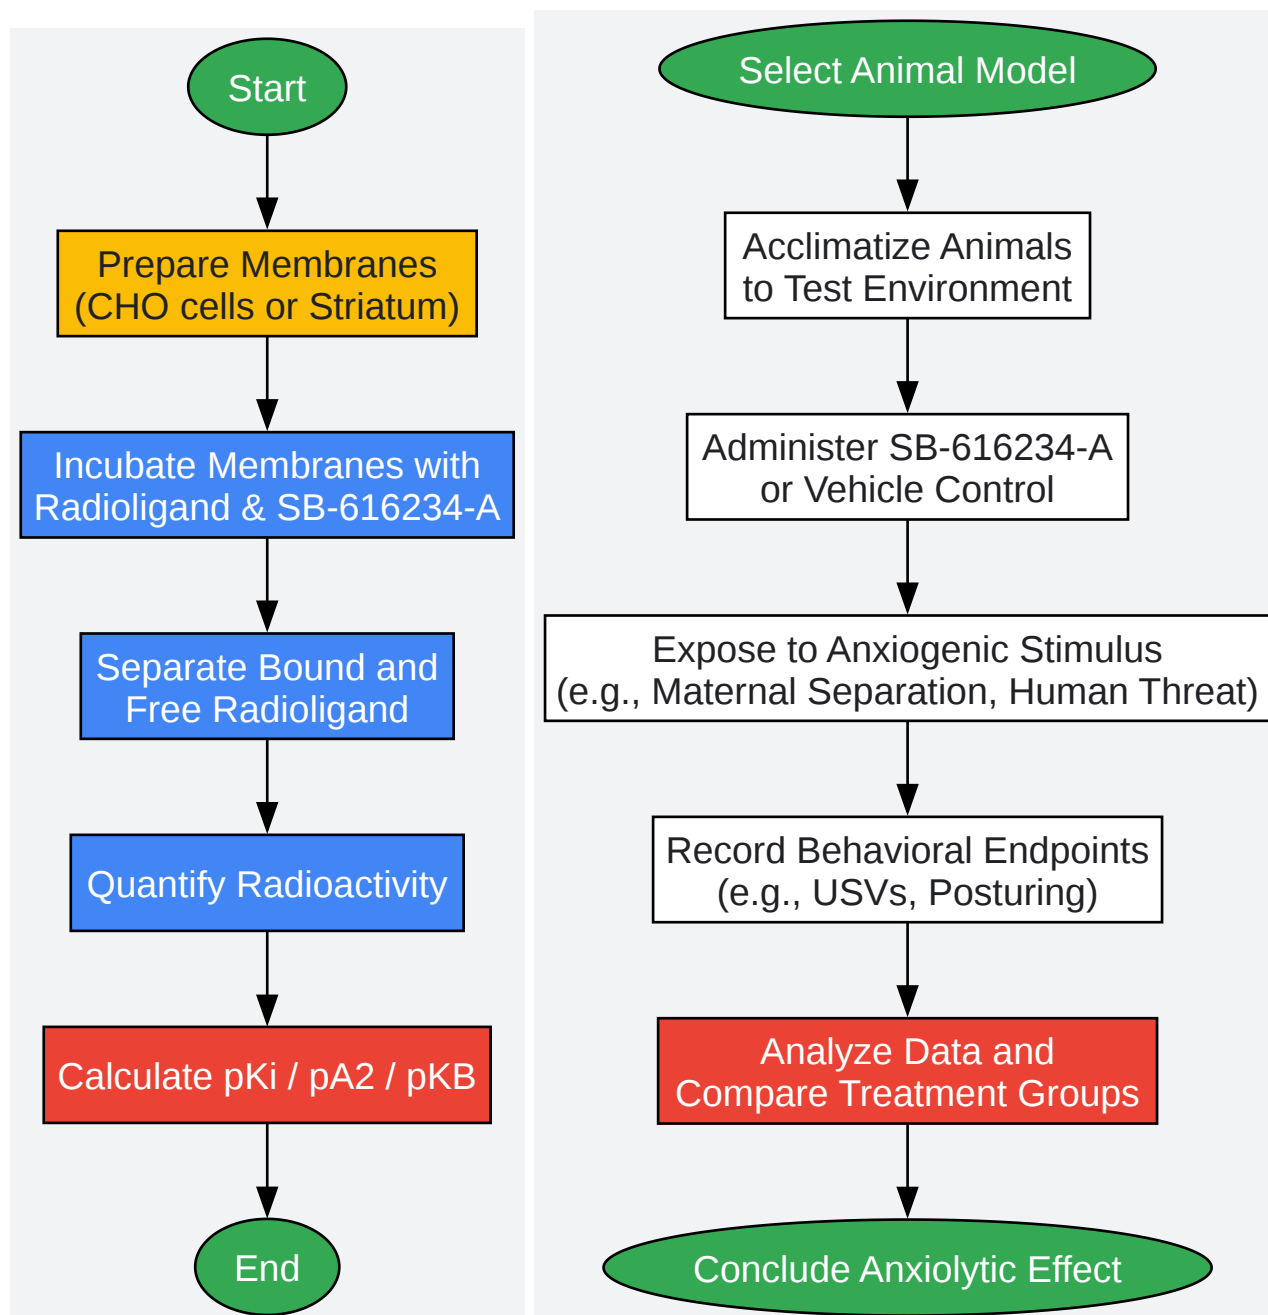 Start
Prepare Membranes
(CHO cells or Striatum)
Incubate Membranes with
Radioligand & SB-616234-A
Separate Bound and
Free Radioligand
Quantify Radioactivity
Calculate pKi / pA2 / pKB
End
Select Animal Model
Acclimatize Animals
to Test Environment
Administer SB-616234-A
or Vehicle Control
Expose to Anxiogenic Stimulus
(e.g., Maternal Separation, Human Threat)
Record Behavioral Endpoints
(e.g., USVs, Posturing)
Analyze Data and
Compare Treatment Groups
Conclude Anxiolytic Effect